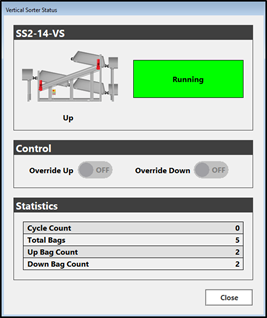 Vertical Sorter Status
SS2-14-VS
Running
Up
Control
Override Up OFF Override Down OFF
Statistics
Cycle Count 0
Total Bags 5
Up Bag Count 2
Down Bag Count 2
Close